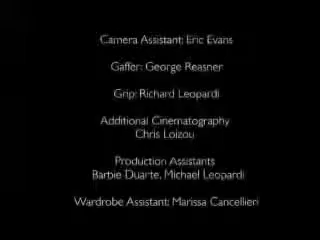 Camera Assistant: Eric Evans
Gaffer: George Reasner
Grip: Richard Leopardi
Additional Cinematography
Chris Loizou
Production Assistants
Barbie Duarte, Michael Leopardi
Wardrobe Assistant: Marissa Cancellieri